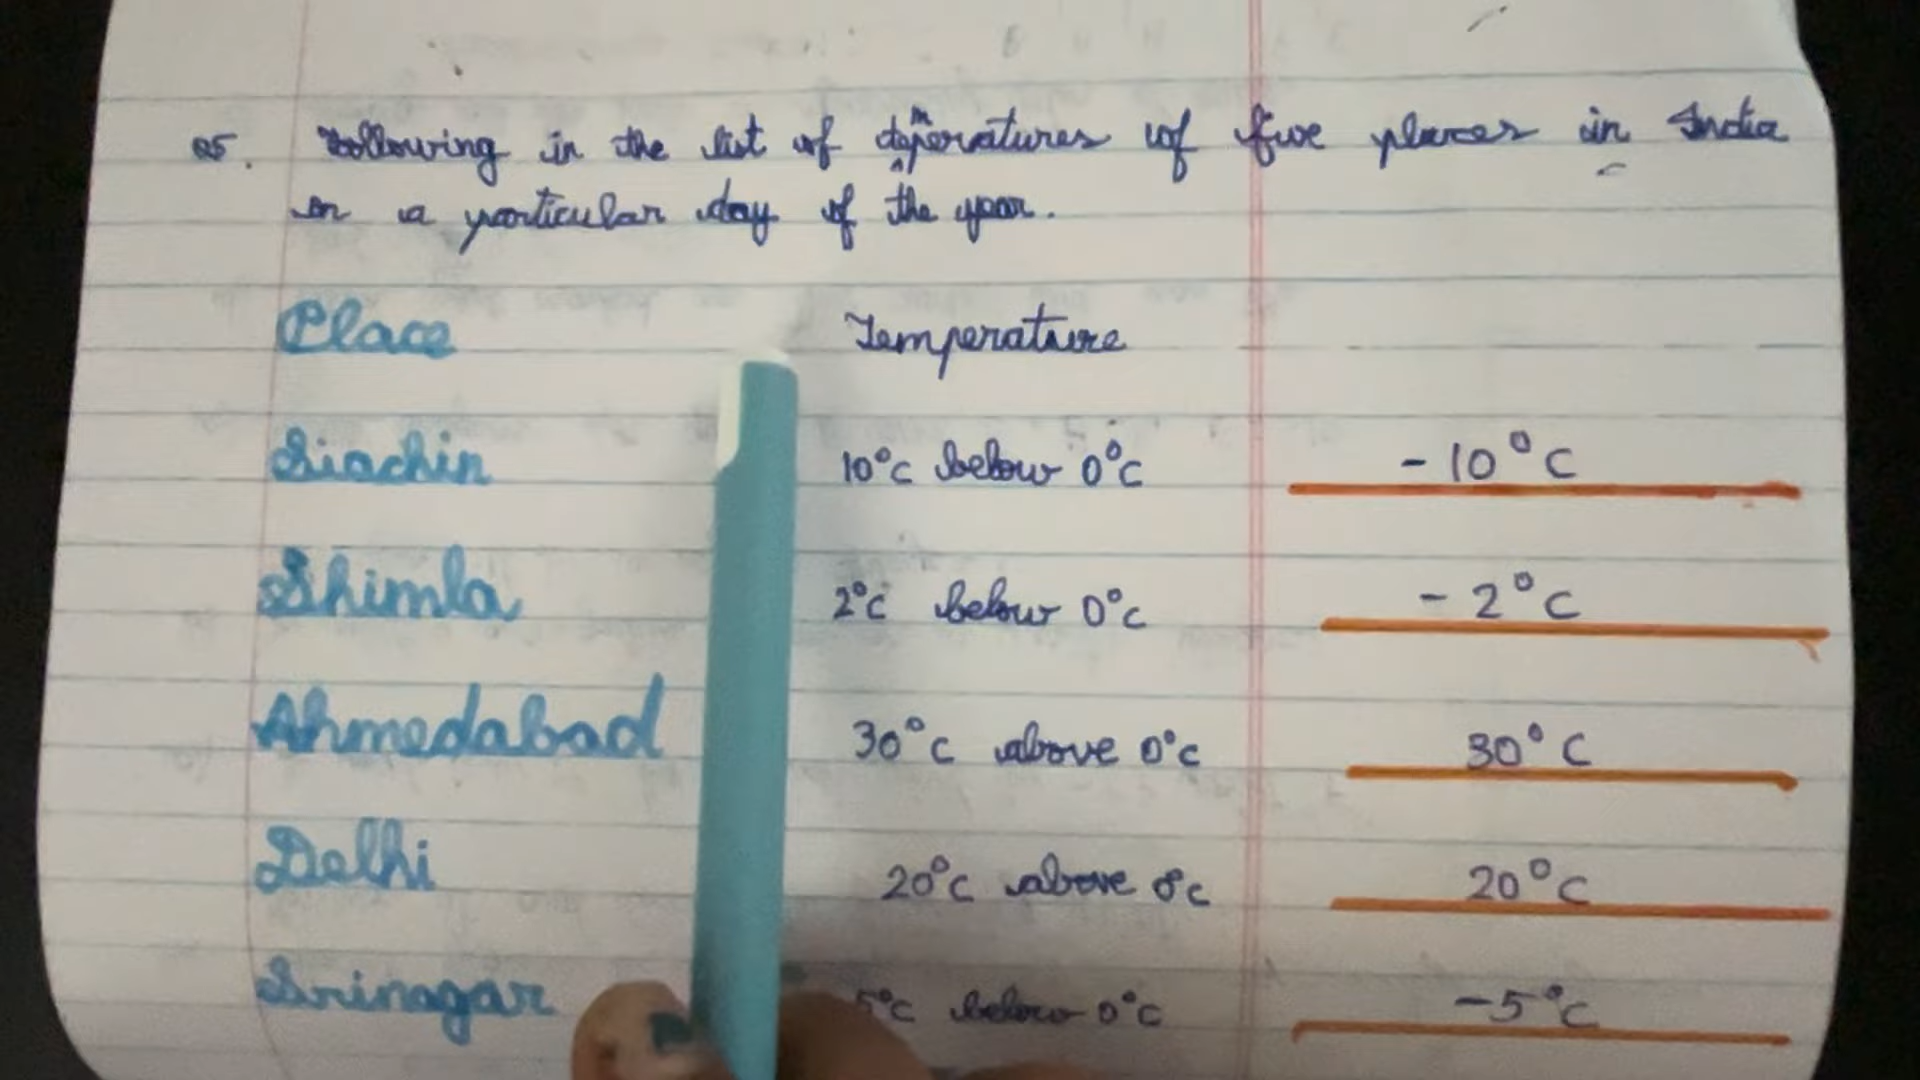 Q5. Following in the list of temperatures of five places in India
on a particular day of the year.
Place Temperature
Siachin 10°C below 0°C -10°C
Shimla 2°C below 0°C -2°C
Ahmedabad 30°C above 0°C 30°C
Delhi 20°C above 0°C 20°C
Srinagar 5°C below 0°C -5°C